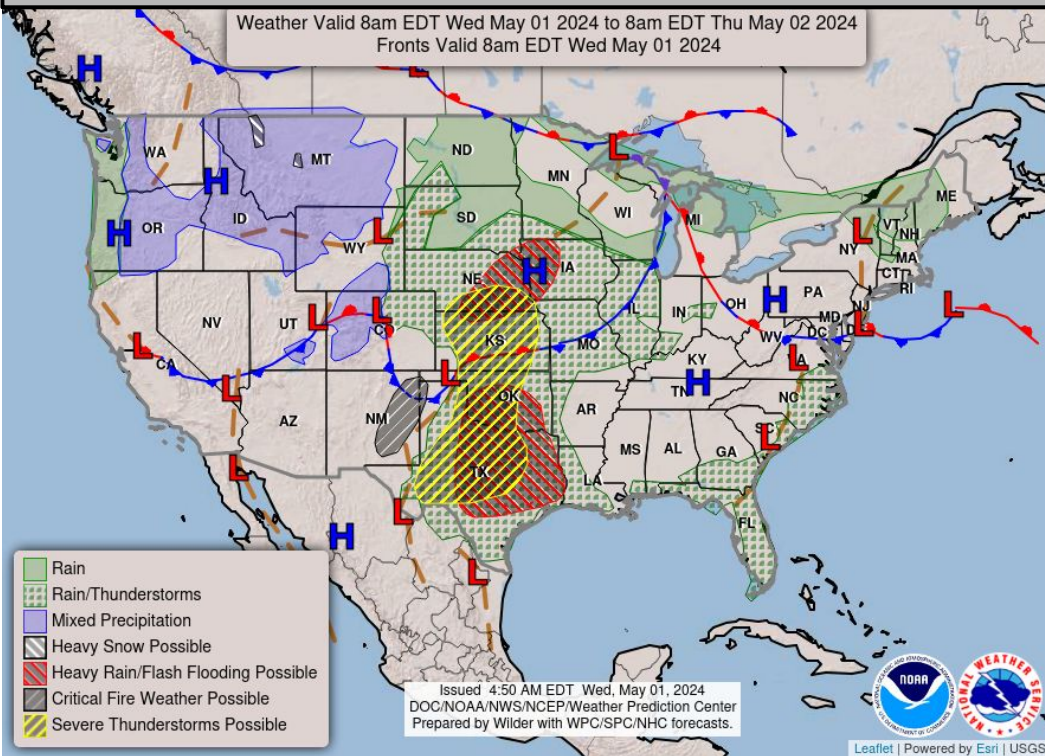 Weather Valid 8am EDT Wed May 01 2024 to 8am EDT Thu May 02 2024
Fronts Valid 8am EDT Wed May 01 2024
H
L
WA
MT
ND
MN
L
H
ID
OR
H
WY
L
SD
WI
MI
ME
VT
NH
NY
L
MA
CT
RI
NE
H
IA
PA
H
NJ
OH
IN
IL
MD
DC
D
L
L
WV
NV
UT
L
L
C
KS
MO
KY
L
CA
L
L
TN
H
L
AZ
NM
OK
AR
NC
SC
L
MS
AL
GA
TX
LA
L
L
H
FL
L
Rain
Rain/Thunderstorms
Mixed Precipitation
Heavy Snow Possible
Heavy Rain/Flash Flooding Possible
Critical Fire Weather Possible
Severe Thunderstorms Possible
Issued 4:50 AM EDT Wed, May 01, 2024
DOC/NOAA/NWS/NCEP/Weather Prediction Center
Prepared by Wilder with WPC/SPC/NHC forecasts.
NOAA
NATIONAL WEATHER SERVICE
Leaflet | Powered by Esri | USGS